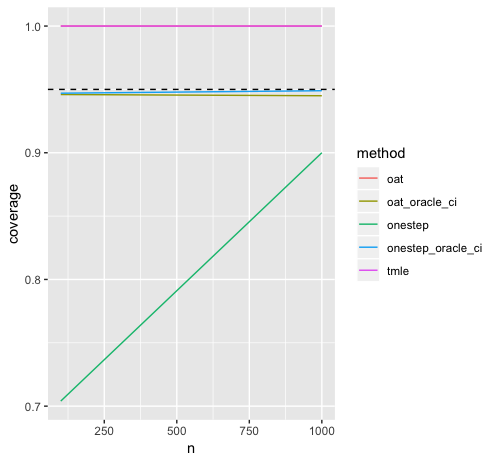 1.0
0.9
0.8
0.7
coverage
250
500
750
1000
n
method
oat
oat_oracle_ci
onestep
onestep_oracle_ci
tmle